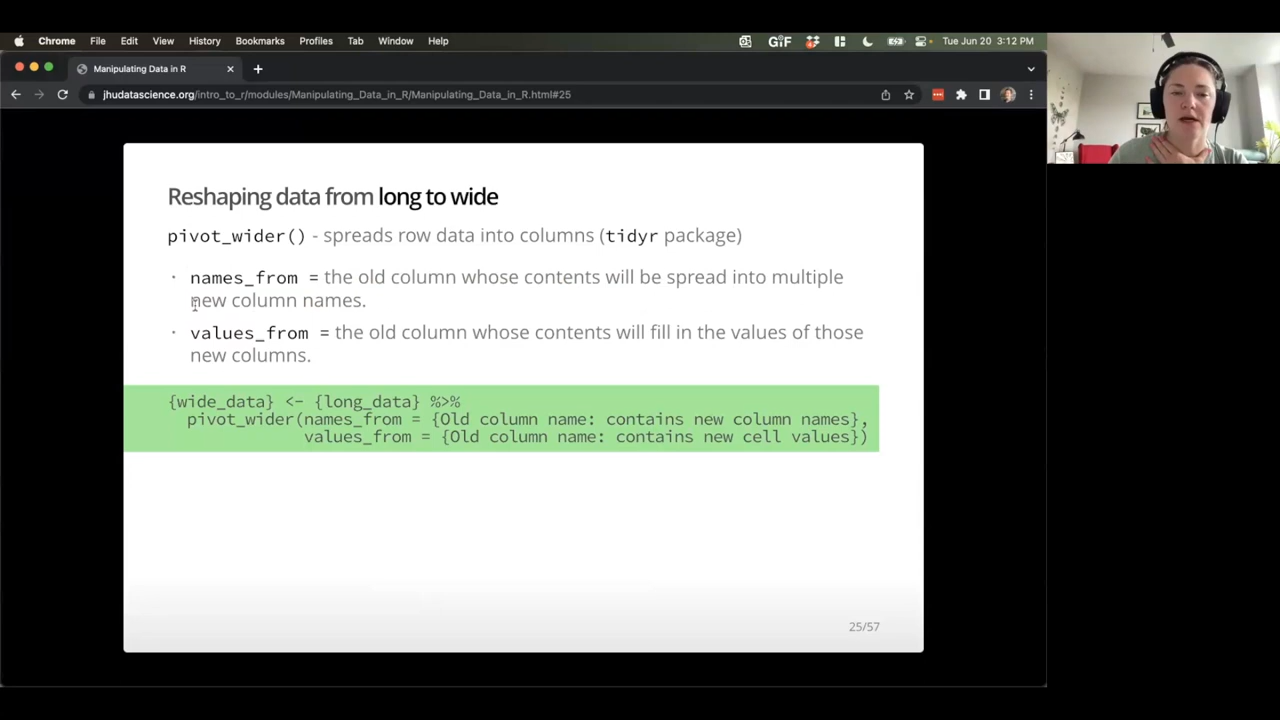 Chrome File Edit View History Bookmarks Profiles Tab Window Help GiF Tue Jun 20 3:12 PM
Manipulating Data in R
jhudatascience.org/intro_to_r/modules/Manipulating_Data_in_R/Manipulating_Data_in_R.html#25
Reshaping data from long to wide
pivot_wider() - spreads row data into columns (tidyr package)
· names_from = the old column whose contents will be spread into multiple
new column names.
· values_from = the old column whose contents will fill in the values of those
new columns.
{wide_data} <- {long_data} %>%
pivot_wider(names_from = {Old column name: contains new column names},
values_from = {Old column name: contains new cell values})
25/57